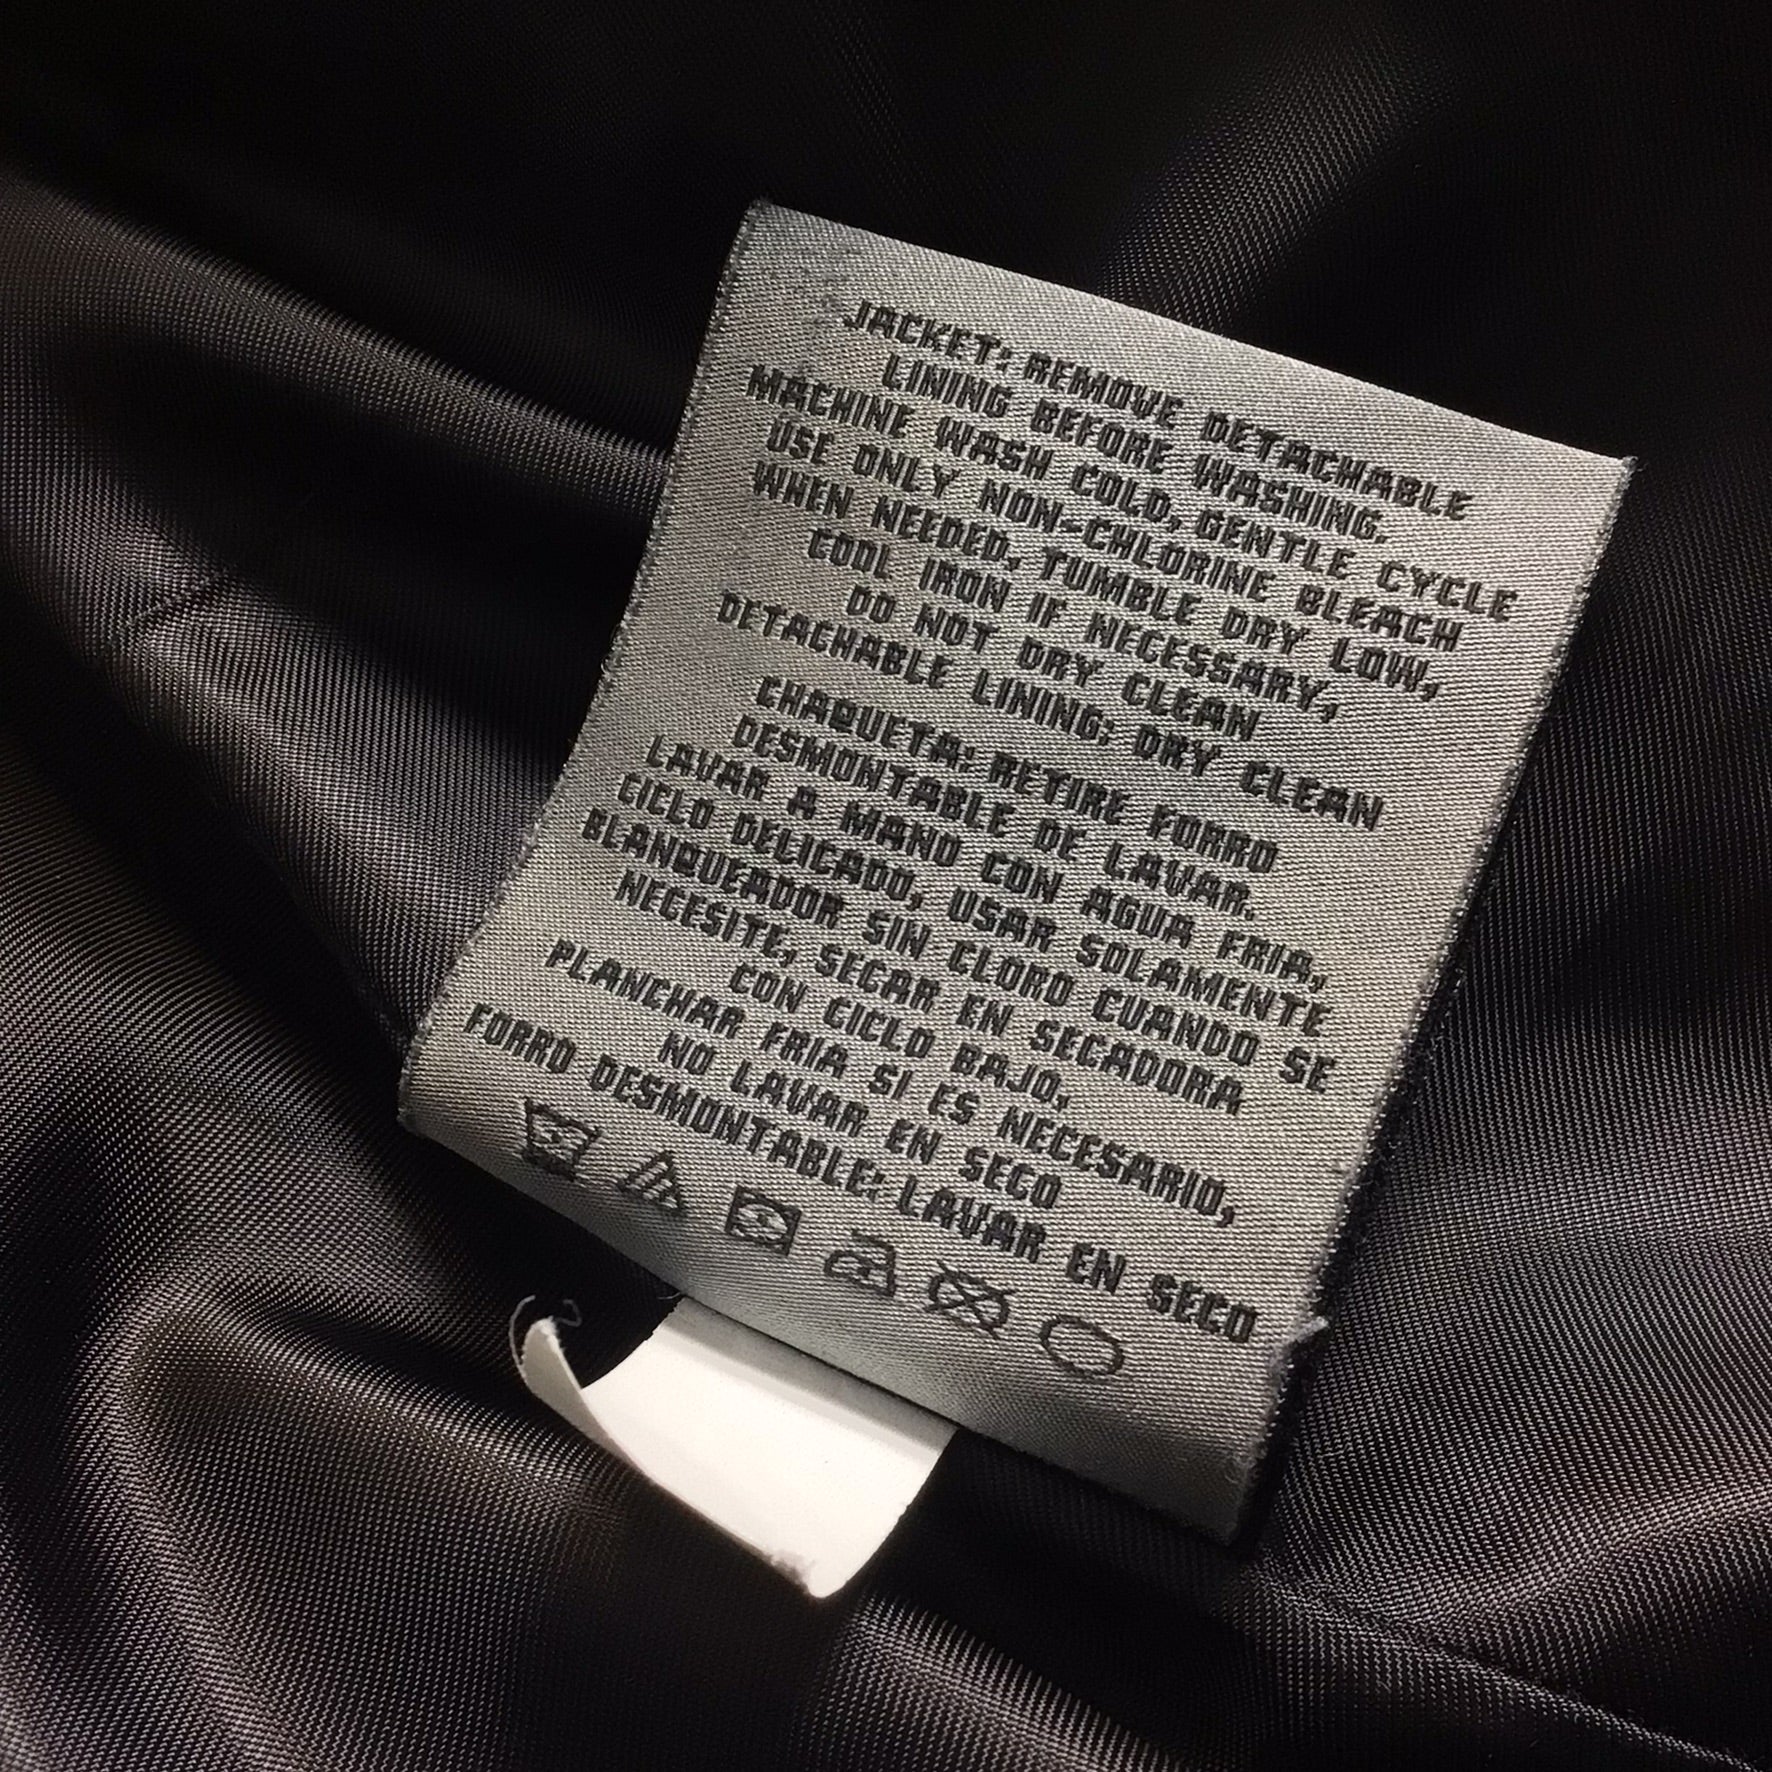 JACKET: REMOVE DETACHABLE
LINING BEFORE WASHING.
MACHINE WASH COLD, GENTLE CYCLE
USE ONLY NON-CHLORINE BLEACH
WHEN NEEDED, TUMBLE DRY LOW,
COOL IRON IF NECESSARY,
DO NOT DRY CLEAN
DETACHABLE LINING: DRY CLEAN
CHAQUETA: RETIRE FORRO
DESMONTABLE DE LAVAR.
LAVAR A MANO CON AGUA FRIA,
CICLO DELICADO, USAR SOLAMENTE
BLANQUEADOR SIN CLORO CUANDO SE
NECESITE, SECAR EN SECADORA
CON CICLO BAJO,
PLANCHAR FRIA SI ES NECESARIO,
NO LAVAR EN SECO
FORRO DESMONTABLE: LAVAR EN SECO